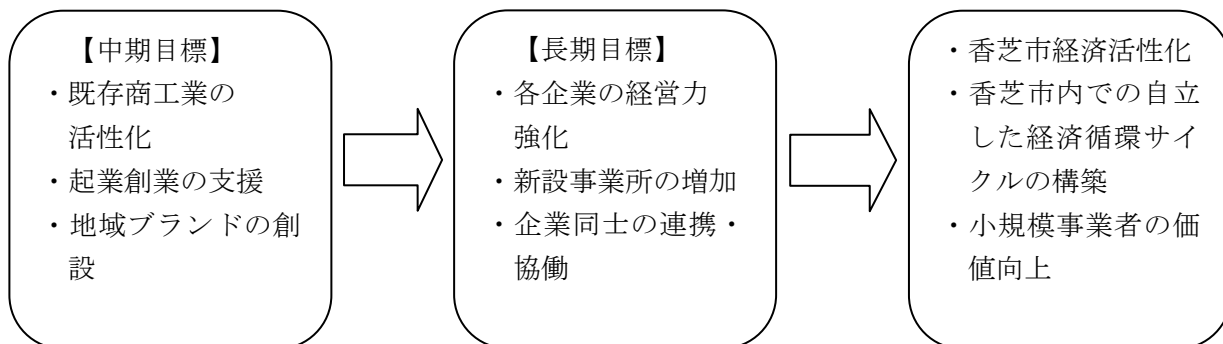 【中期目標】
・既存商工業の
活性化
・起業創業の支援
・地域ブランドの創
設
【長期目標】
・各企業の経営力
強化
・新設事業所の増加
・企業同士の連携・
協働
・香芝市経済活性化
・香芝市内での自立
した経済循環サイ
クルの構築
・小規模事業者の価
値向上